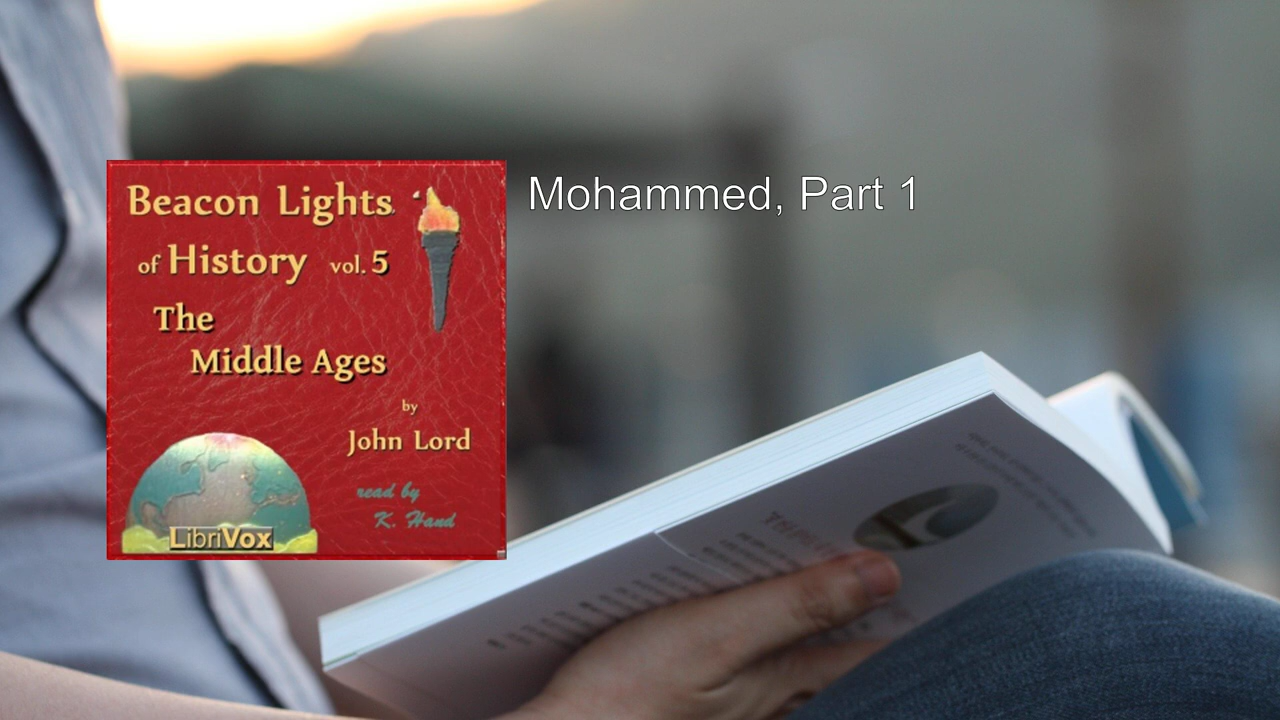 Beacon Lights
of History vol. 5
The
Middle Ages
by
John Lord
read by
K. Hand
LibriVox
Mohammed, Part 1